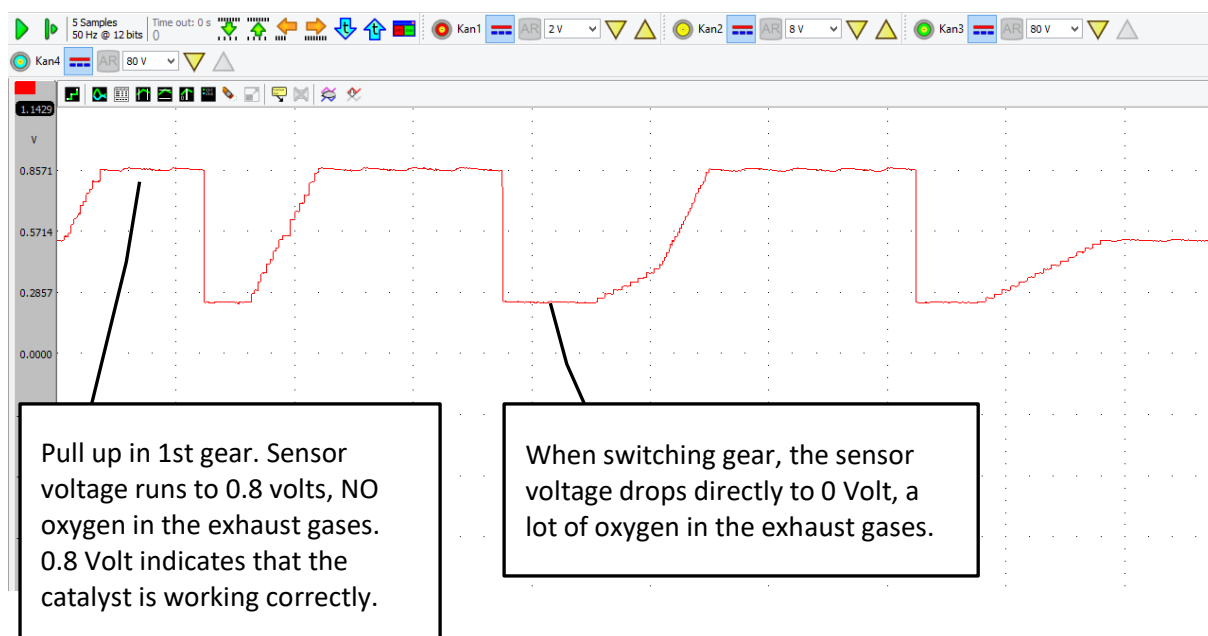 5 Samples Time out: 0 s Kan1 AR 2 V Kan2 AR 8 V Kan3 AR 80 V
50 Hz @ 12 bits 0
Kan4 AR 80 V
1.1429
V
0.8571
0.5714
0.2857
0.0000
Pull up in 1st gear. Sensor
voltage runs to 0.8 volts, NO
oxygen in the exhaust gases.
0.8 Volt indicates that the
catalyst is working correctly.
When switching gear, the sensor
voltage drops directly to 0 Volt, a
lot of oxygen in the exhaust gases.